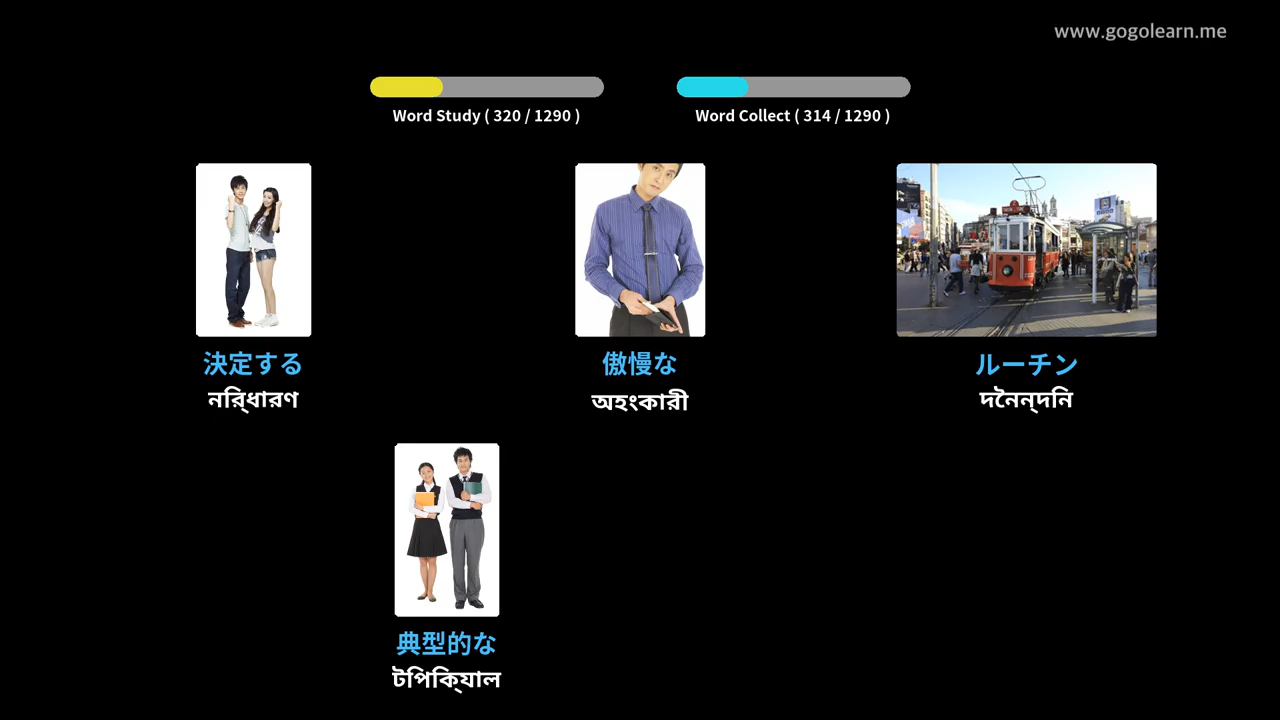 www.gogolearn.me
Word Study ( 320 / 1290 )
Word Collect ( 314 / 1290 )
決定する
নরি্ধারণ
傲慢な
অহংকারী
ルーチン
দনৈন্দনি
典型的な
টপিকি্যাল